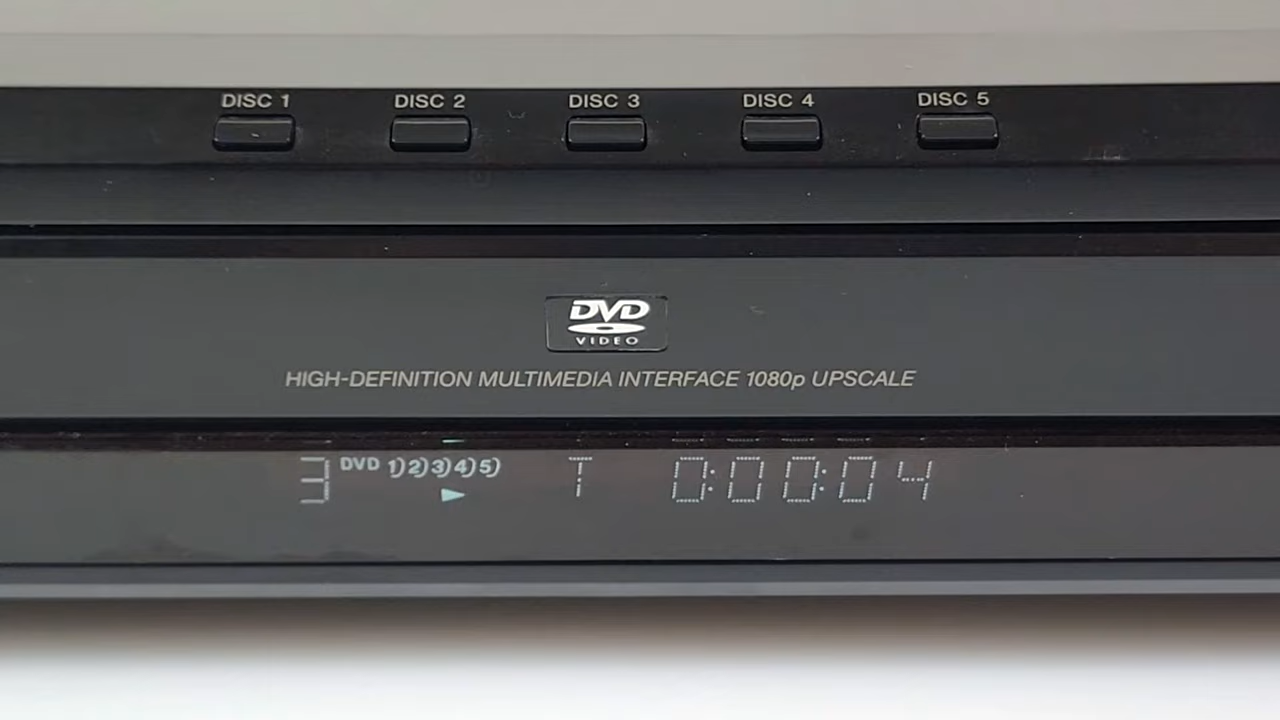 DISC 1 DISC 2 DISC 3 DISC 4 DISC 5
DVD
VIDEO
HIGH-DEFINITION MULTIMEDIA INTERFACE 1080p UPSCALE
3 DVD 1)2)3)4)5) T 0:00:04